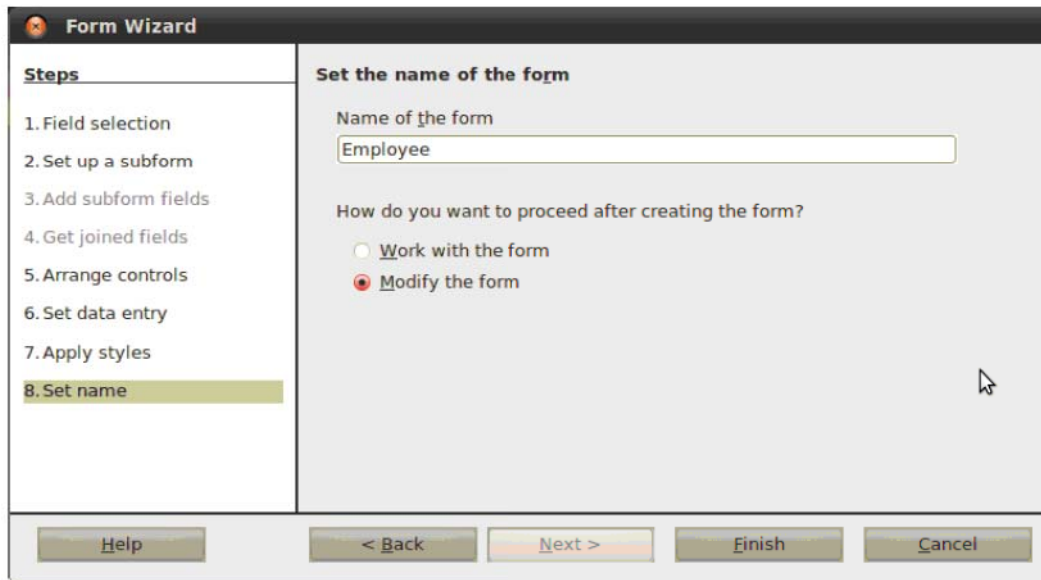 Form Wizard
Steps
1. Field selection
2. Set up a subform
3. Add subform fields
4. Get joined fields
5. Arrange controls
6. Set data entry
7. Apply styles
8. Set name
Set the name of the form
Name of the form
Employee
How do you want to proceed after creating the form?
Work with the form
Modify the form
Help
< Back
Next >
Finish
Cancel